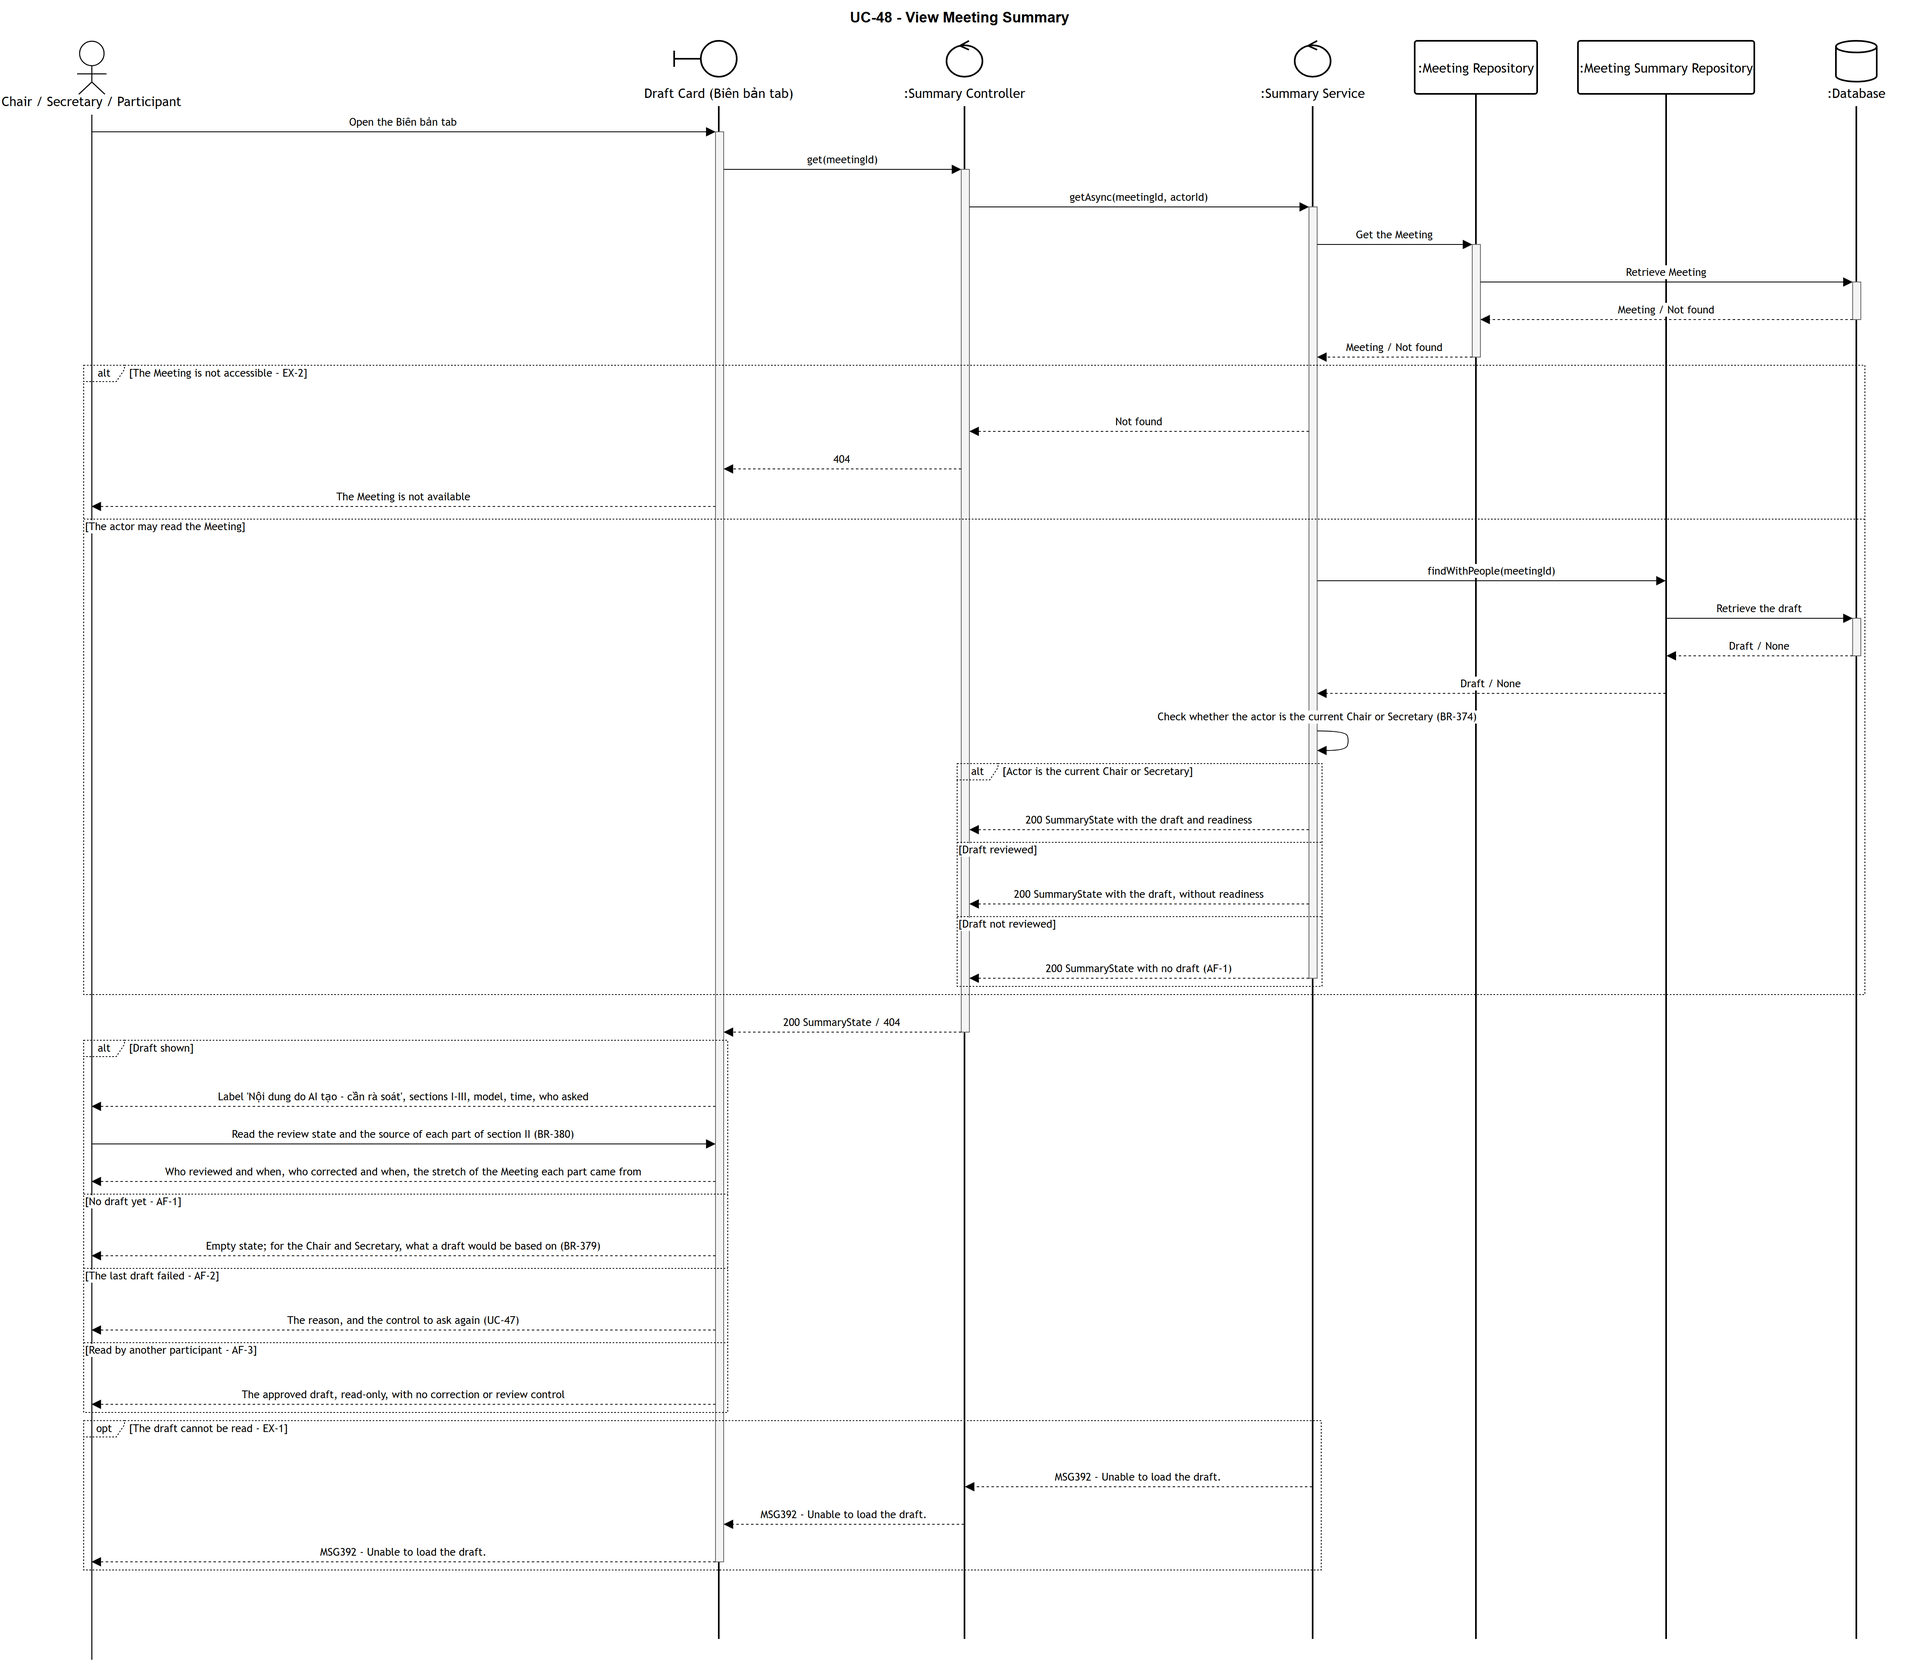 UC-48 - View Meeting Summary
Chair / Secretary / Participant
Draft Card (Biên bản tab)
:Summary Controller
:Summary Service
:Meeting Repository
:Meeting Summary Repository
:Database
Open the Biên bản tab
get(meetingId)
getAsync(meetingId, actorId)
Get the Meeting
Retrieve Meeting
Meeting / Not found
Meeting / Not found
alt
[The Meeting is not accessible - EX-2]
Not found
404
The Meeting is not available
[The actor may read the Meeting]
findWithPeople(meetingId)
Retrieve the draft
Draft / None
Draft / None
Check whether the actor is the current Chair or Secretary (BR-374)
alt
[Actor is the current Chair or Secretary]
200 SummaryState with the draft and readiness
[Draft reviewed]
200 SummaryState with the draft, without readiness
[Draft not reviewed]
200 SummaryState with no draft (AF-1)
200 SummaryState / 404
alt
[Draft shown]
Label 'Nội dung do AI tạo - cần rà soát', sections I-III, model, time, who asked
Read the review state and the source of each part of section II (BR-380)
Who reviewed and when, who corrected and when, the stretch of the Meeting each part came from
[No draft yet - AF-1]
Empty state; for the Chair and Secretary, what a draft would be based on (BR-379)
[The last draft failed - AF-2]
The reason, and the control to ask again (UC-47)
[Read by another participant - AF-3]
The approved draft, read-only, with no correction or review control
opt
[The draft cannot be read - EX-1]
MSG392 - Unable to load the draft.
MSG392 - Unable to load the draft.
MSG392 - Unable to load the draft.